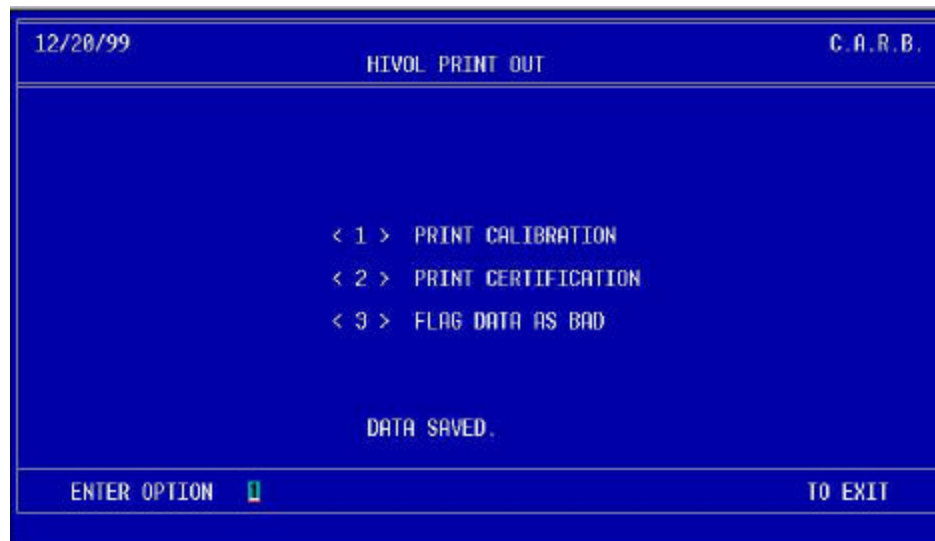 12/20/99 C.A.R.B.
HIVOL PRINT OUT
< 1 > PRINT CALIBRATION
< 2 > PRINT CERTIFICATION
< 3 > FLAG DATA AS BAD
DATA SAVED.
ENTER OPTION 1 TO EXIT